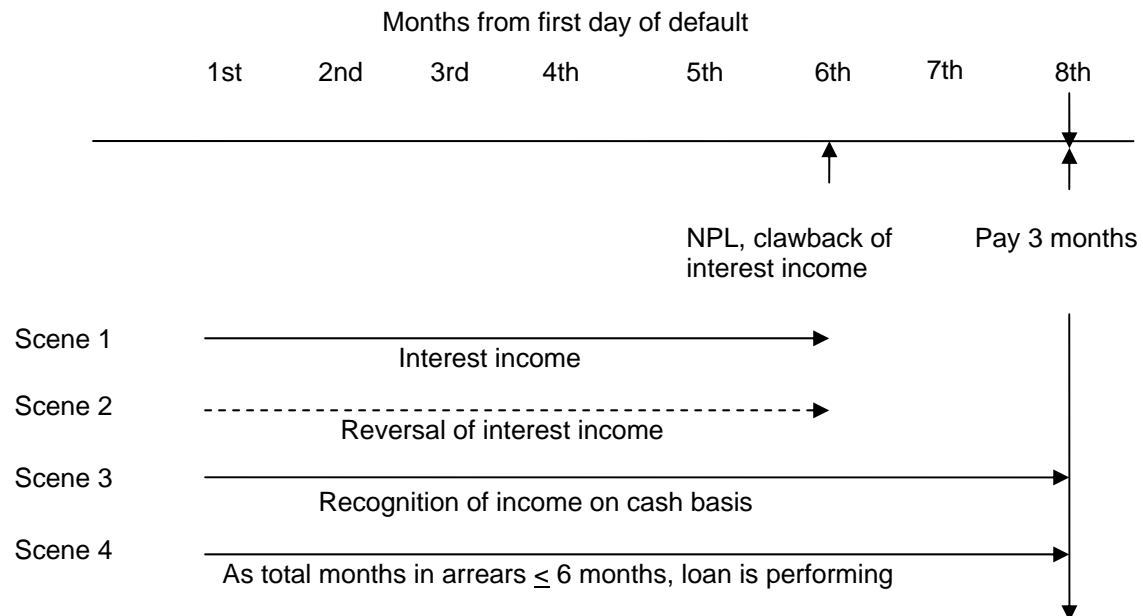 Months from first day of default
1st 2nd 3rd 4th 5th 6th 7th 8th
NPL, clawback of
interest income
Pay 3 months
Scene 1
Interest income
Scene 2
Reversal of interest income
Scene 3
Recognition of income on cash basis
Scene 4
As total months in arrears ≤ 6 months, loan is performing